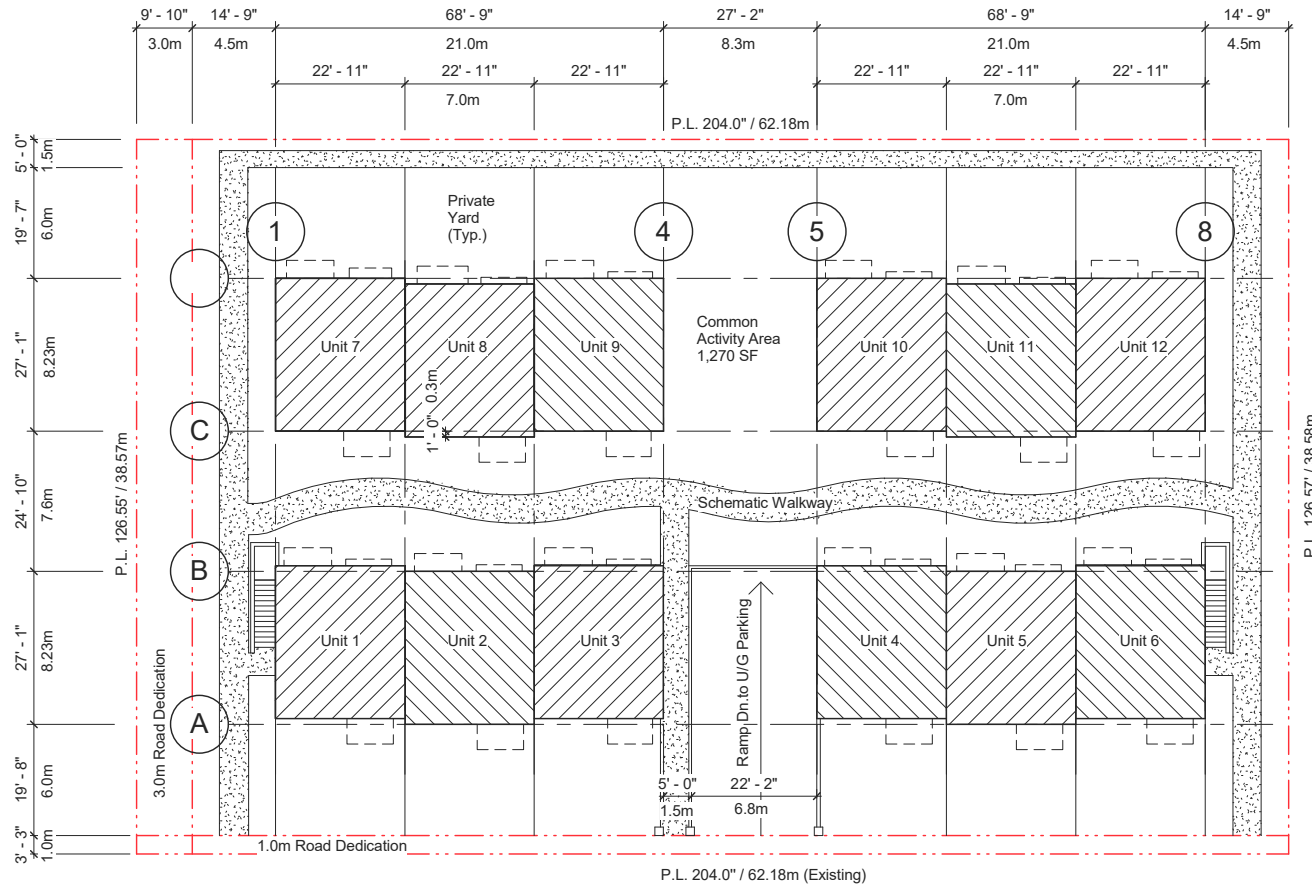 9' - 10" 14' - 9" 68' - 9" 27' - 2" 68' - 9" 14' - 9"
3.0m 4.5m 21.0m 8.3m 21.0m 4.5m
22' - 11" 22' - 11" 22' - 11" 22' - 11" 22' - 11" 22' - 11"
7.0m 7.0m
P.L. 204.0" / 62.18m
5' - 0"
1.5m
19' - 7"
6.0m
Private
Yard
(Typ.)
1 4 5 8
27' - 1"
8.23m
Unit 7 Unit 8 Unit 9
Common
Activity Area
1,270 SF
Unit 10 Unit 11 Unit 12
1' - 0" 0.3m
C
24' - 10"
7.6m
P.L. 126.55' / 38.57m
P.L. 126.57' / 38.58m
Schematic Walkway
B
27' - 1"
8.23m
Unit 1 Unit 2 Unit 3 Unit 4 Unit 5 Unit 6
Ramp Dn.to U/G Parking
3.0m Road Dedication
A
19' - 8"
6.0m
5' - 0" 22' - 2"
1.5m 6.8m
3' - 3"
1.0m
1.0m Road Dedication
P.L. 204.0" / 62.18m (Existing)